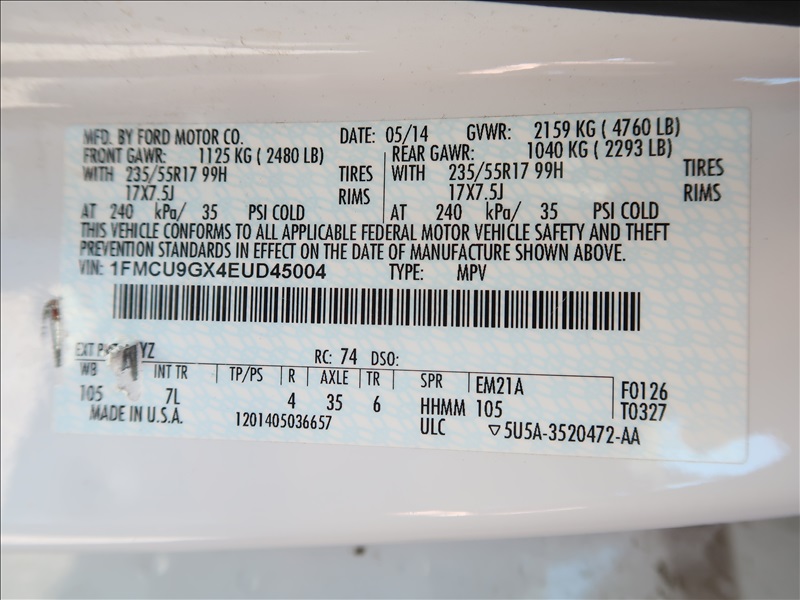 MFD. BY FORD MOTOR CO. DATE: 05/14 GVWR: 2159 KG ( 4760 LB)
FRONT GAWR: 1125 KG ( 2480 LB) REAR GAWR: 1040 KG ( 2293 LB)
WITH 235/55R17 99H TIRES WITH 235/55R17 99H TIRES
17X7.5J RIMS 17X7.5J RIMS
AT 240 kPa/ 35 PSI COLD AT 240 kPa/ 35 PSI COLD
THIS VEHICLE CONFORMS TO ALL APPLICABLE FEDERAL MOTOR VEHICLE SAFETY AND THEFT
PREVENTION STANDARDS IN EFFECT ON THE DATE OF MANUFACTURE SHOWN ABOVE.
VIN: 1FMCU9GX4EUD45004 TYPE: MPV
EXT YZ RC: 74 DSO:
WB INT TR TP/PS R AXLE TR SPR EM21A F0126
105 7L 4 35 6 HHMM 105 T0327
MADE IN U.S.A. 1201405036657 ULC ▽5U5A-3520472-AA